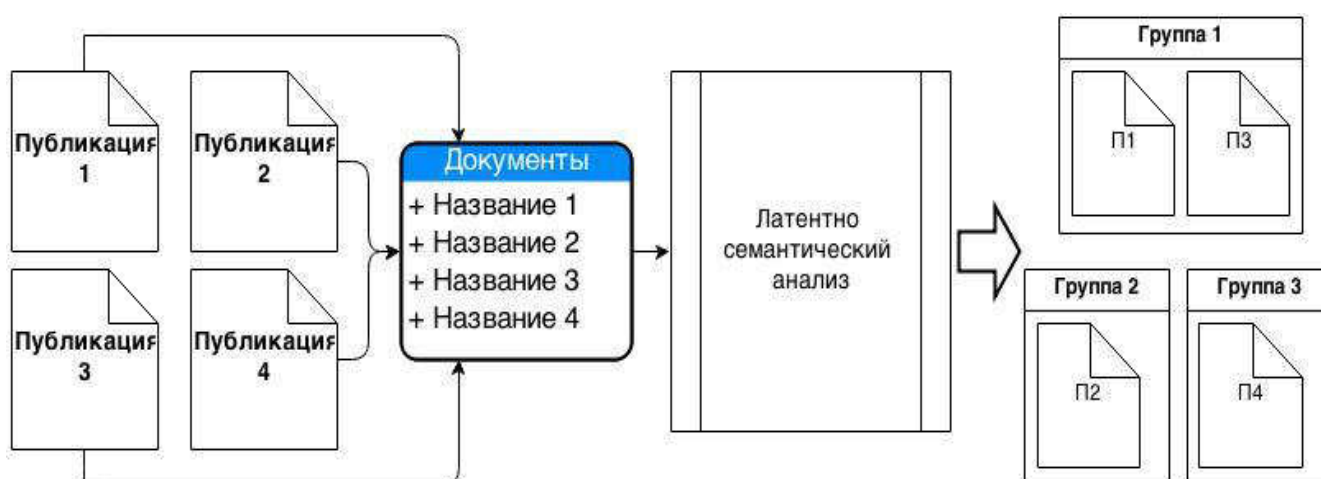 Публикация
1
Публикация
2
Публикация
3
Публикация
4
Документы
+ Название 1
+ Название 2
+ Название 3
+ Название 4
Латентно
семантический
анализ
Группа 1
П1
П3
Группа 2
П2
Группа 3
П4